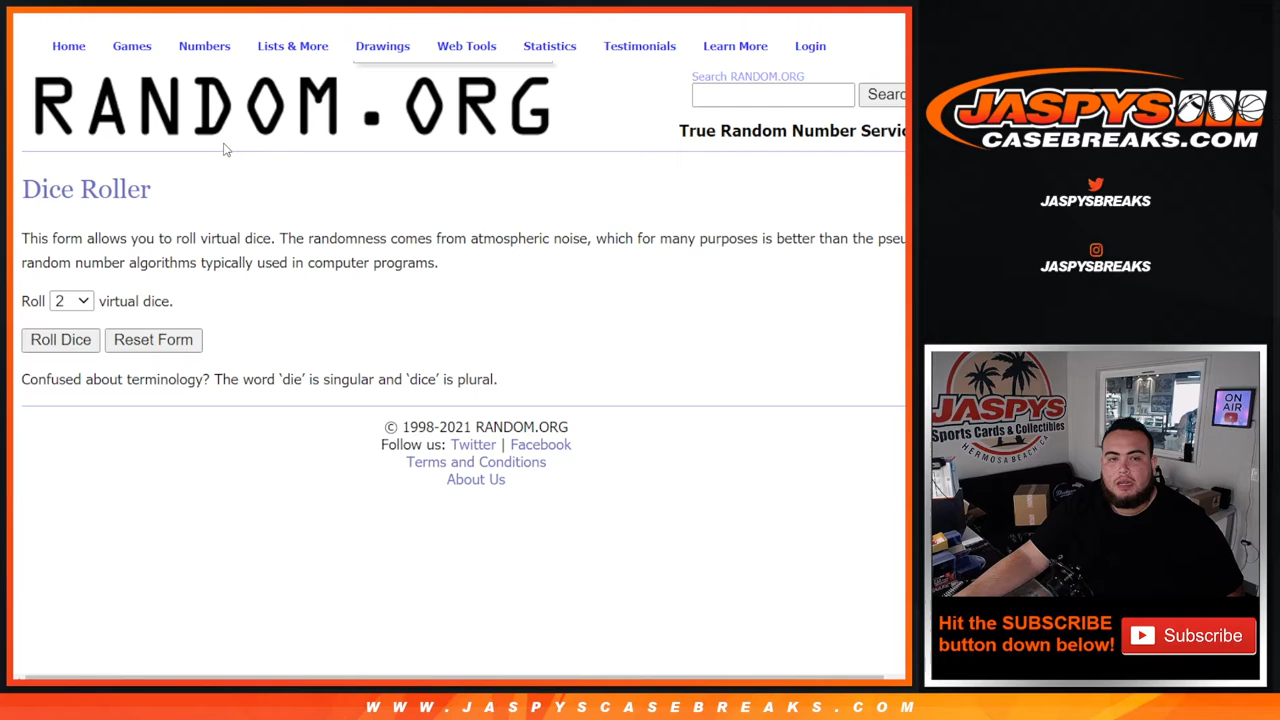 Home Games Numbers Lists & More Drawings Web Tools Statistics Testimonials Learn More Login
RANDOM.ORG
Search RANDOM.ORG
Searc
True Random Number Servic
Dice Roller
This form allows you to roll virtual dice. The randomness comes from atmospheric noise, which for many purposes is better than the pseu
random number algorithms typically used in computer programs.
Roll 2 virtual dice.
Roll Dice Reset Form
Confused about terminology? The word ‘die’ is singular and ‘dice’ is plural.
© 1998-2021 RANDOM.ORG
Follow us: Twitter | Facebook
Terms and Conditions
About Us
JASPYS
CASEBREAKS.COM
JASPYSBREAKS
JASPYSBREAKS
JASPYS
Sports Cards & Collectibles
HERMOSA BEACH CA
ON
AIR
Hit the SUBSCRIBE
button down below!
Subscribe
WWW.JASPYSCASEBREAKS.COM